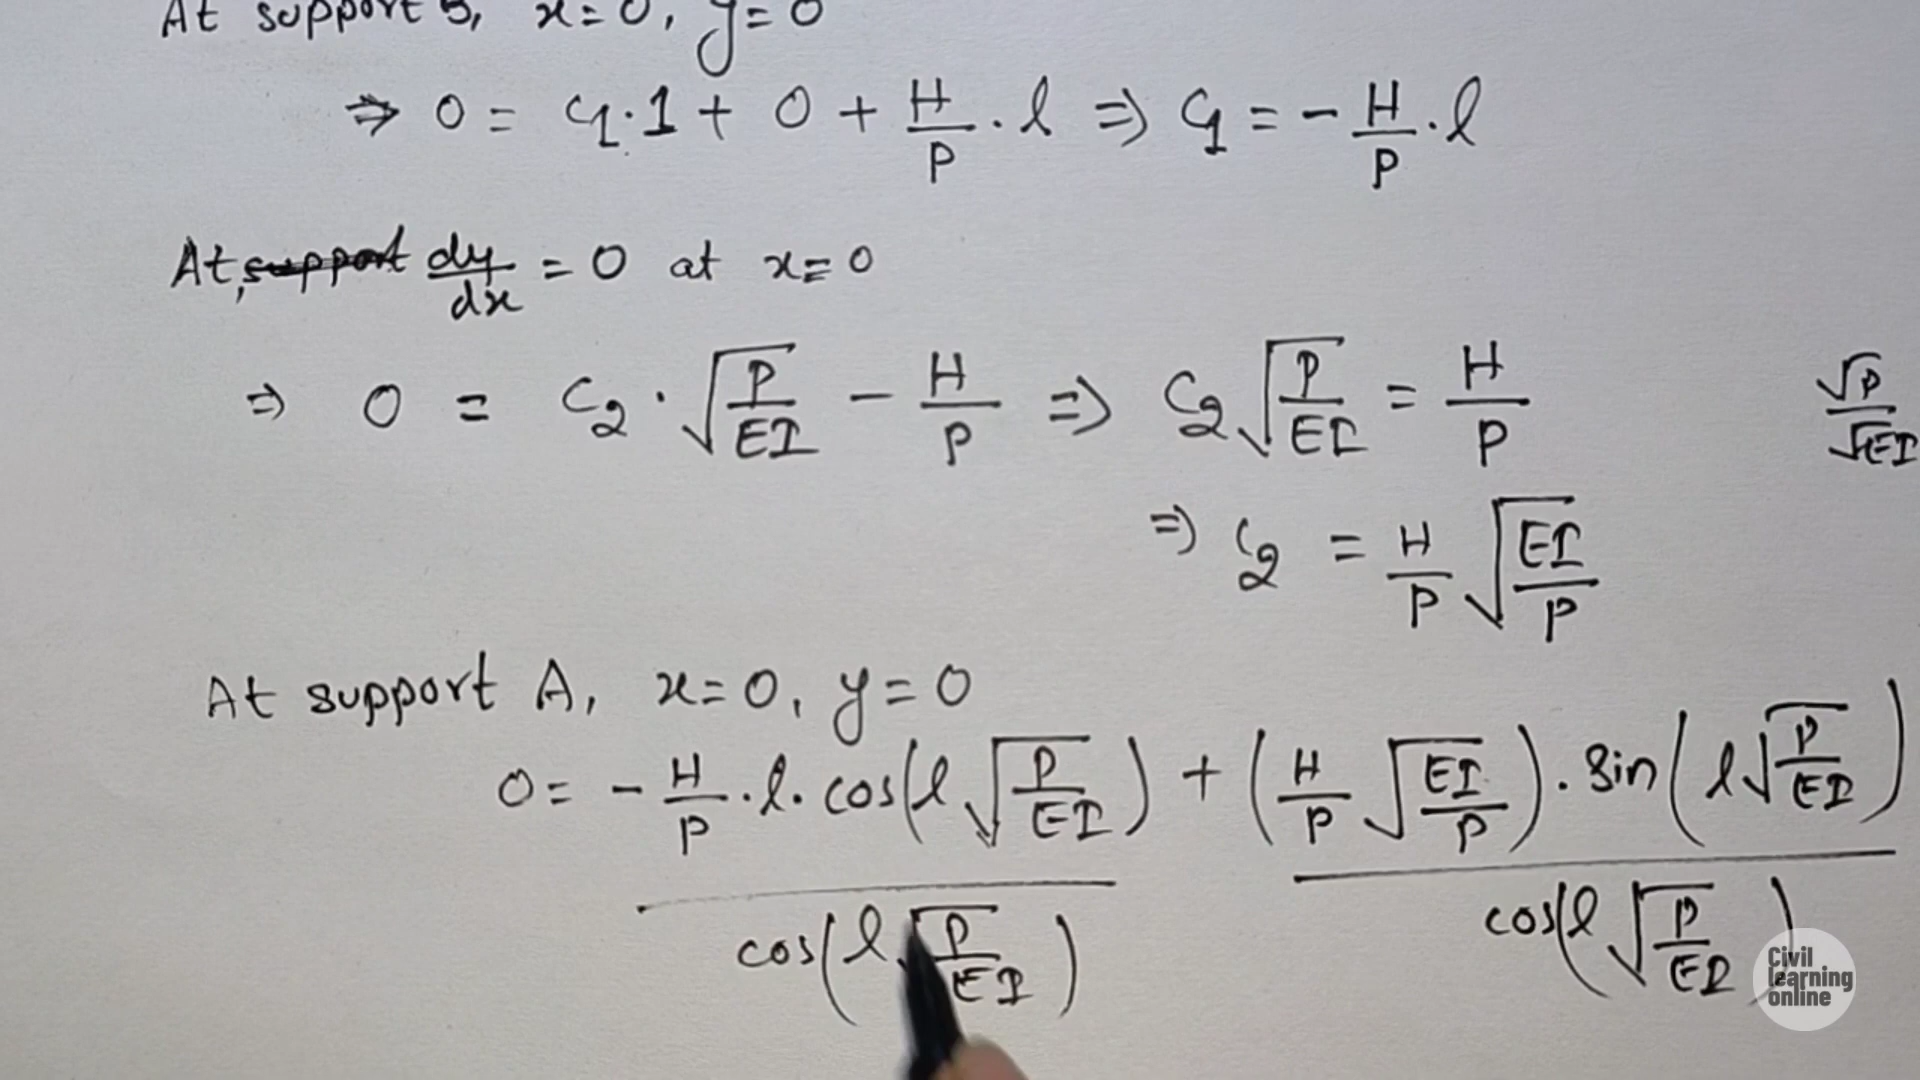 At support B, x=0, y=0
⇒ 0 = C₁·1 + 0 + H/P · l ⇒ C₁ = - H/P · l
At, support dy/dx = 0 at x=0
⇒ 0 = C₂ · √(P/EI) - H/P ⇒ C₂ √(P/EI) = H/P
√P/√EI
⇒ C₂ = H/P √(EI/P)
At support A, x=0, y=0
0 = - H/P · l · cos(l √(P/EI)) + (H/P √(EI/P)) · Sin(l √(P/EI))
cos(l √(P/EI)) cos(l √(P/EI))
Civil
learning
online